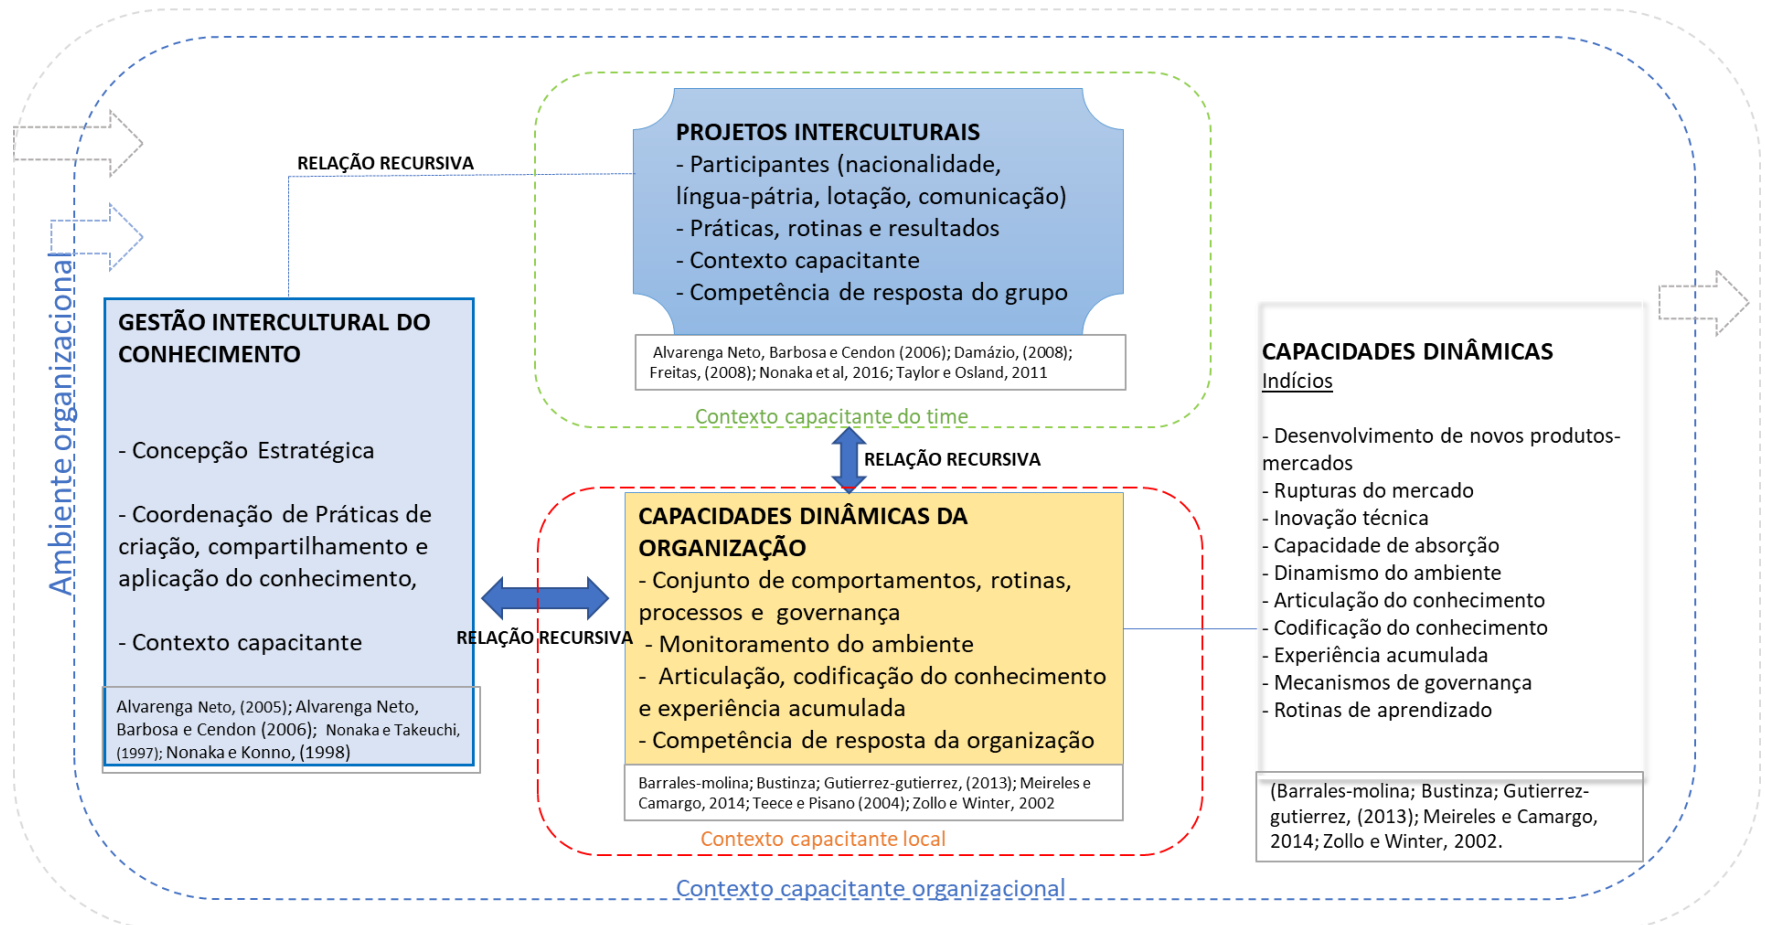 Ambiente organizacional
RELAÇÃO RECURSIVA
PROJETOS INTERCULTURAIS
- Participantes (nacionalidade,
língua-pátria, lotação, comunicação)
- Práticas, rotinas e resultados
- Contexto capacitante
- Competência de resposta do grupo
Alvarenga Neto, Barbosa e Cendon (2006); Damázio, (2008);
Freitas, (2008); Nonaka et al, 2016; Taylor e Osland, 2011
Contexto capacitante do time
GESTÃO INTERCULTURAL DO
CONHECIMENTO
- Concepção Estratégica
- Coordenação de Práticas de
criação, compartilhamento e
aplicação do conhecimento,
- Contexto capacitante
Alvarenga Neto, (2005); Alvarenga Neto,
Barbosa e Cendon (2006); Nonaka e Takeuchi,
(1997); Nonaka e Konno, (1998)
RELAÇÃO RECURSIVA
RELAÇÃO RECURSIVA
CAPACIDADES DINÂMICAS DA
ORGANIZAÇÃO
- Conjunto de comportamentos, rotinas,
processos e governança
- Monitoramento do ambiente
- Articulação, codificação do conhecimento
e experiência acumulada
- Competência de resposta da organização
Barrales-molina; Bustinza; Gutierrez-gutierrez, (2013); Meireles e
Camargo, 2014; Teece e Pisano (2004); Zollo e Winter, 2002
Contexto capacitante local
CAPACIDADES DINÂMICAS
Indícios
- Desenvolvimento de novos produtos-
mercados
- Rupturas do mercado
- Inovação técnica
- Capacidade de absorção
- Dinamismo do ambiente
- Articulação do conhecimento
- Codificação do conhecimento
- Experiência acumulada
- Mecanismos de governança
- Rotinas de aprendizado
(Barrales-molina; Bustinza; Gutierrez-
gutierrez, (2013); Meireles e Camargo,
2014; Zollo e Winter, 2002.
Contexto capacitante organizacional